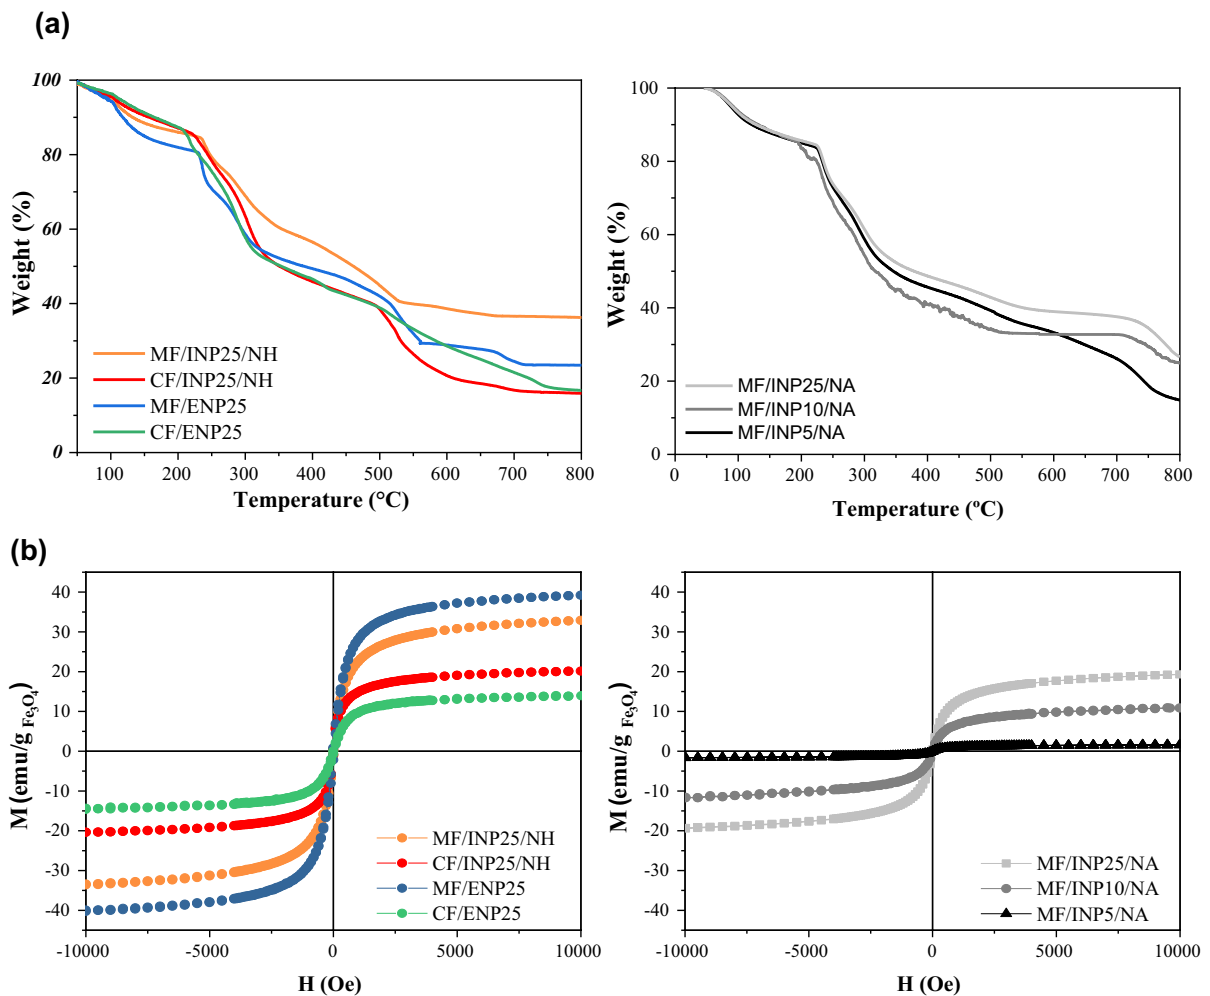 (a)
100
80
60
40
20
0
Weight (%)
MF/INP25/NH
CF/INP25/NH
MF/ENP25
CF/ENP25
100 200 300 400 500 600 700 800
Temperature (°C)
100
80
60
40
20
0
Weight (%)
MF/INP25/NA
MF/INP10/NA
MF/INP5/NA
0 100 200 300 400 500 600 700 800
Temperature (ºC)
(b)
40
30
20
10
0
-10
-20
-30
-40
M (emu/g Fe₃O₄)
MF/INP25/NH
CF/INP25/NH
MF/ENP25
CF/ENP25
-10000 -5000 0 5000 10000
H (Oe)
40
30
20
10
0
-10
-20
-30
-40
M (emu/g Fe₃O₄)
MF/INP25/NA
MF/INP10/NA
MF/INP5/NA
-10000 -5000 0 5000 10000
H (Oe)